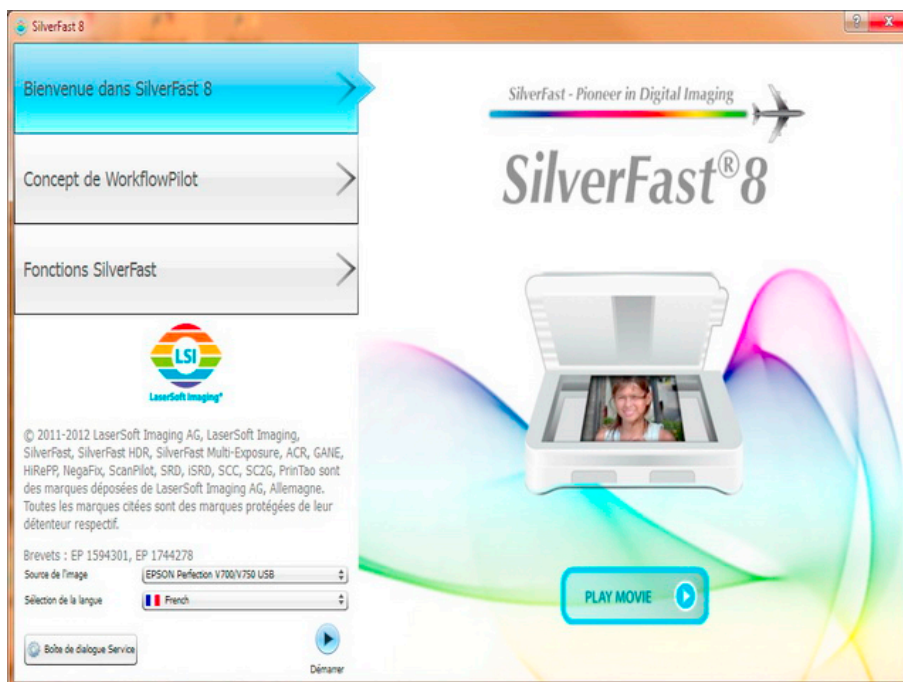 SilverFast 8
Bienvenue dans SilverFast 8
Concept de WorkflowPilot
Fonctions SilverFast
LSI
LaserSoft Imaging®
© 2011-2012 LaserSoft Imaging AG, LaserSoft Imaging,
SilverFast, SilverFast HDR, SilverFast Multi-Exposure, ACR, GANE,
HiRePP, NegaFix, ScanPilot, SRD, iSRD, SCC, SC2G, PrinTao sont
des marques déposées de LaserSoft Imaging AG, Allemagne.
Toutes les marques citées sont des marques protégées de leur
détenteur respectif.
Brevets : EP 1594301, EP 1744278
Source de l'image EPSON Perfection V700/V750 USB
Sélection de la langue French
Boîte de dialogue Service
Démarrer
SilverFast - Pioneer in Digital Imaging
SilverFast®8
PLAY MOVIE